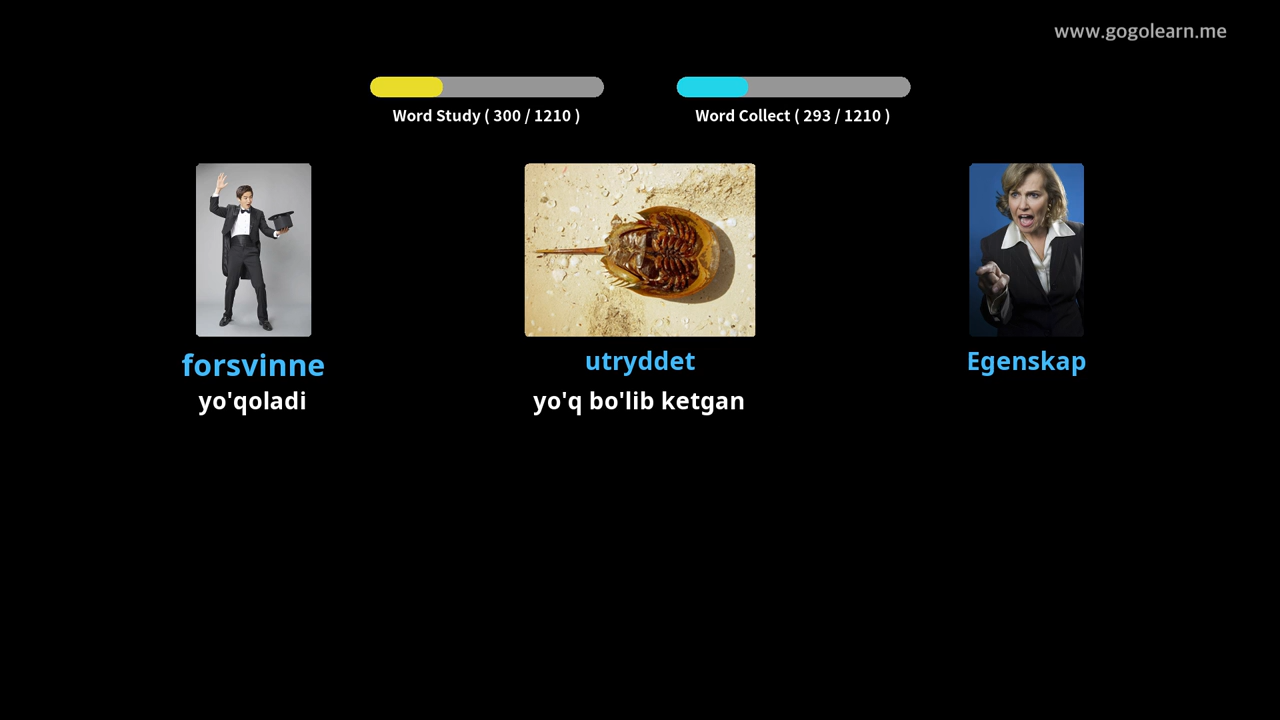 www.gogolearn.me
Word Study ( 300 / 1210 )
Word Collect ( 293 / 1210 )
forsvinne
utryddet
Egenskap
yo'qoladi
yo'q bo'lib ketgan